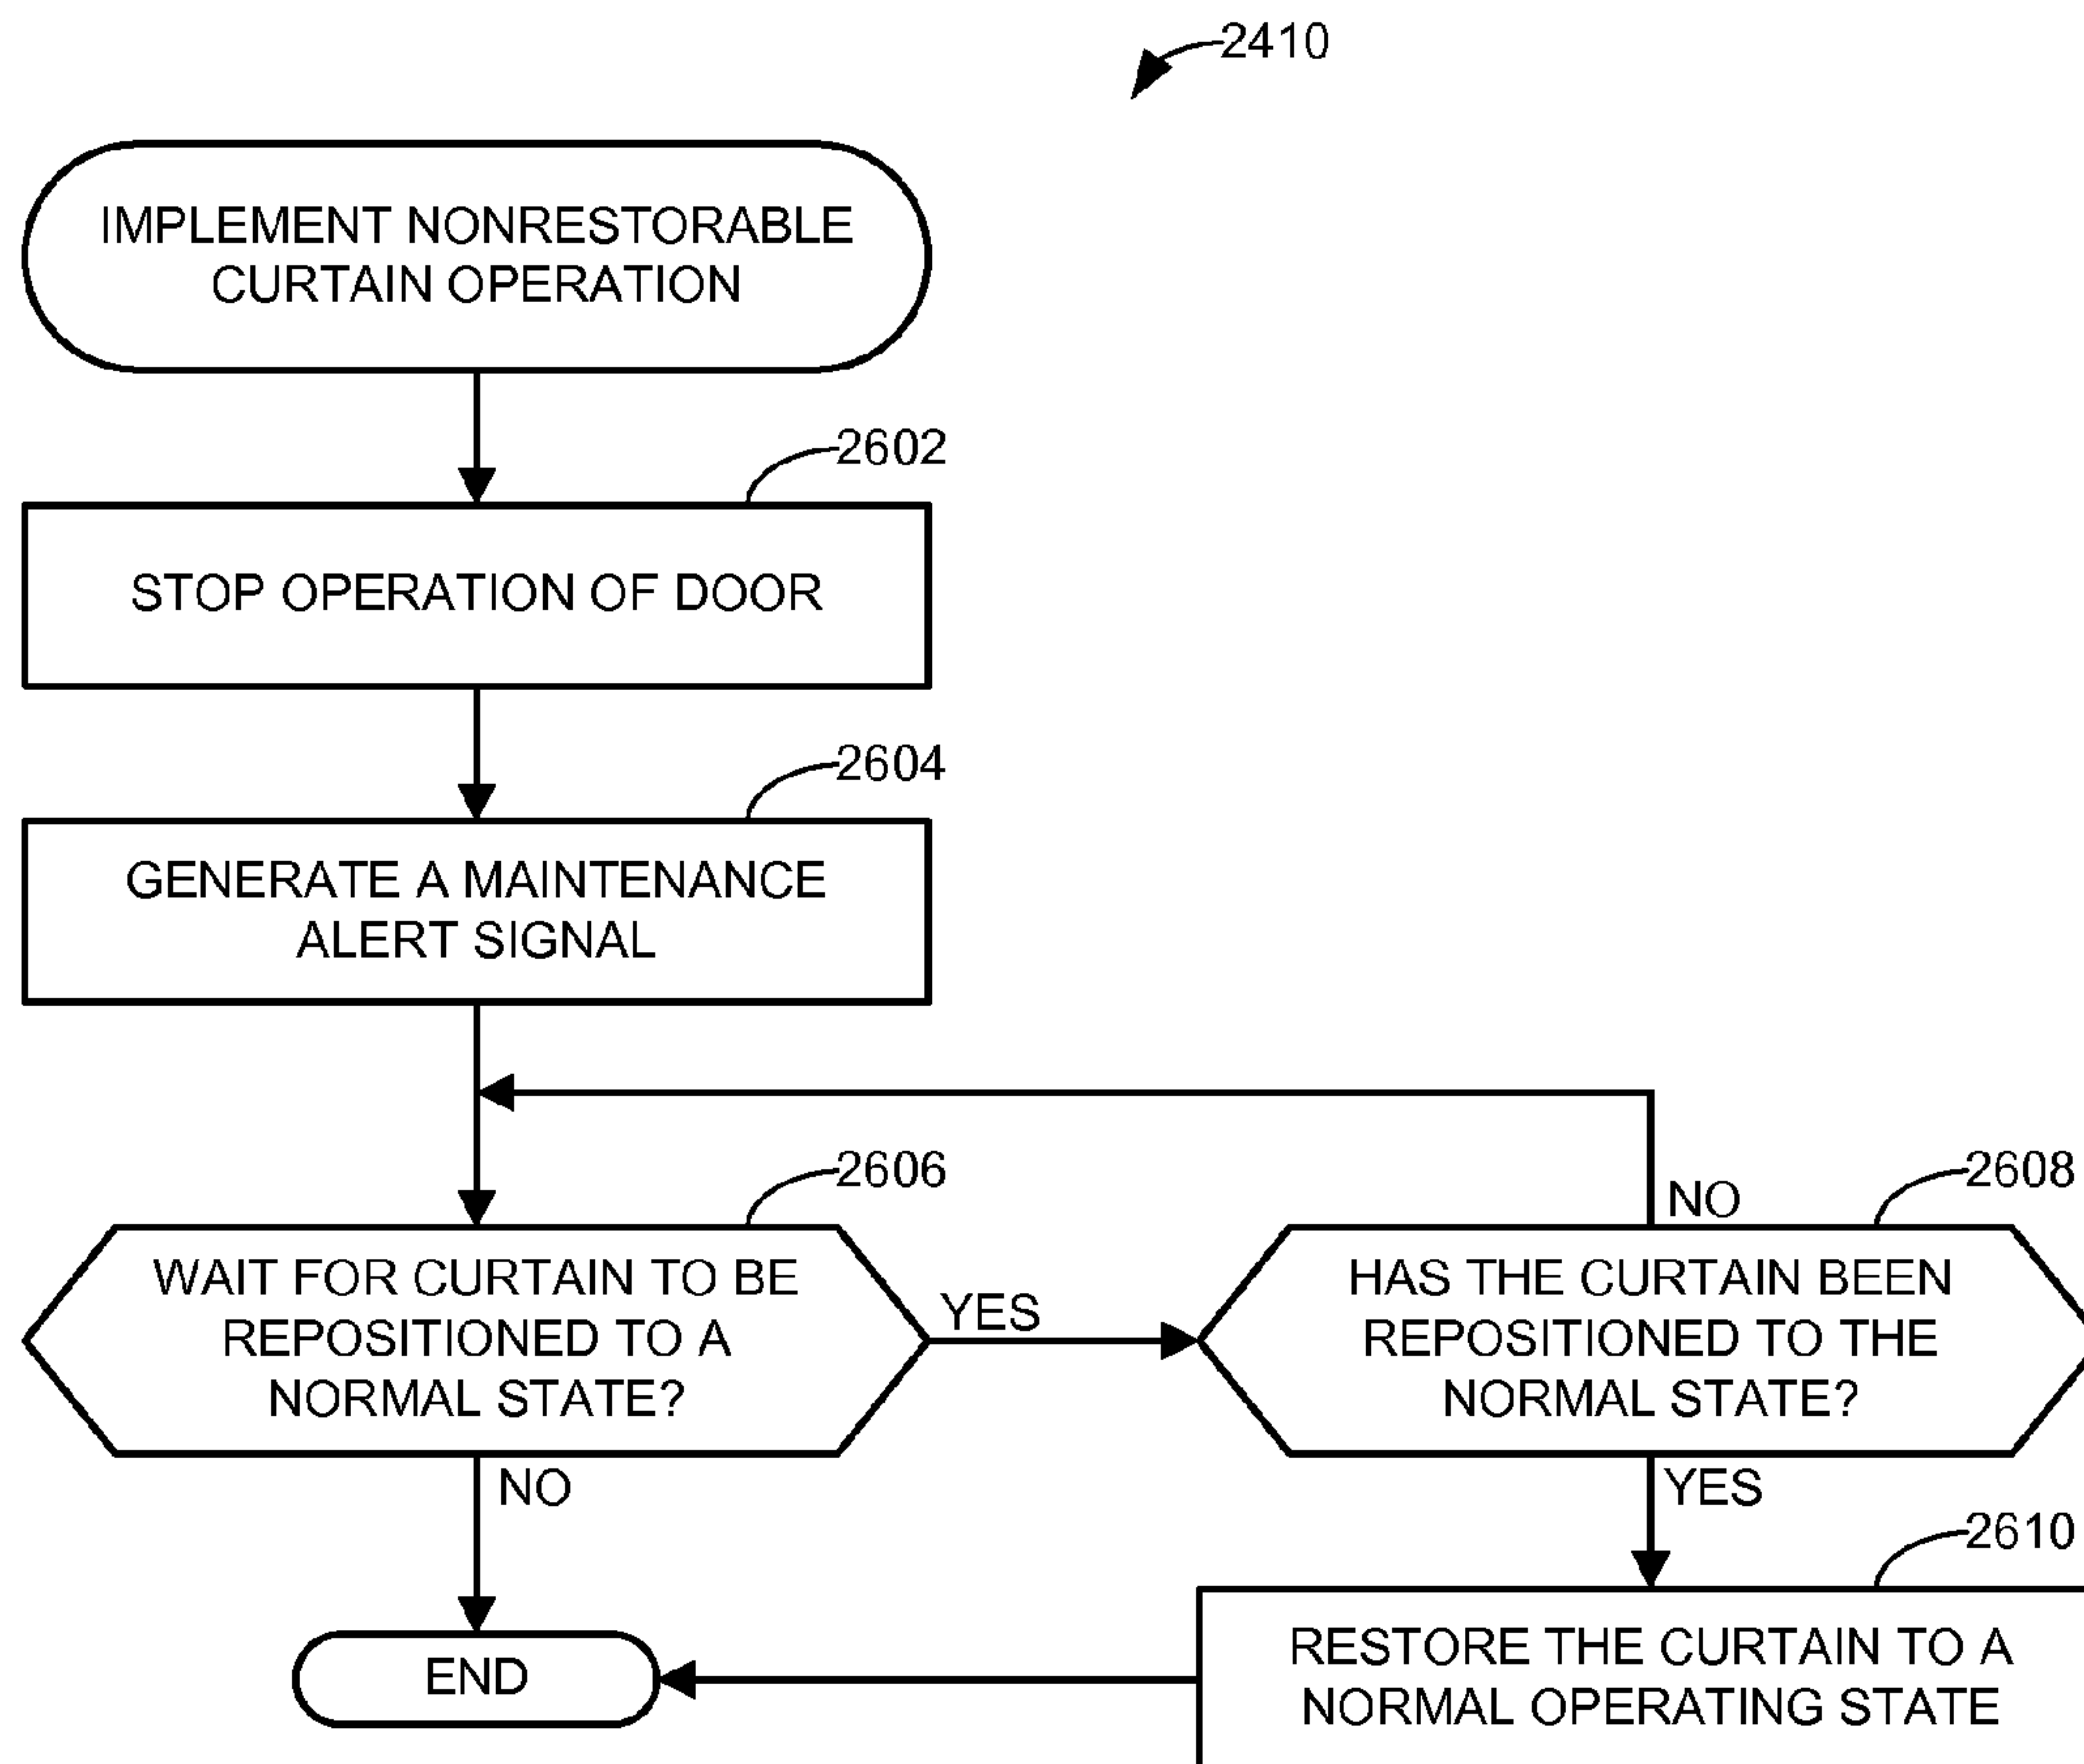 2410
IMPLEMENT NONRESTORABLE
CURTAIN OPERATION
2602
STOP OPERATION OF DOOR
2604
GENERATE A MAINTENANCE
ALERT SIGNAL
2606
WAIT FOR CURTAIN TO BE
REPOSITIONED TO A
NORMAL STATE?
YES
NO
2608
NO
HAS THE CURTAIN BEEN
REPOSITIONED TO THE
NORMAL STATE?
YES
2610
RESTORE THE CURTAIN TO A
NORMAL OPERATING STATE
END